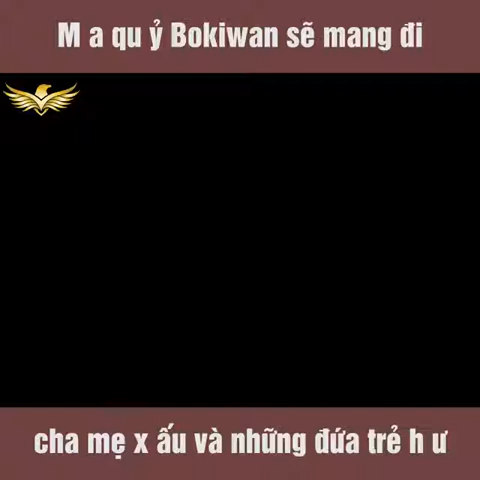 M a qu ỷ Bokiwan sẽ mang đi
cha mẹ x ấu và những đứa trẻ h ư